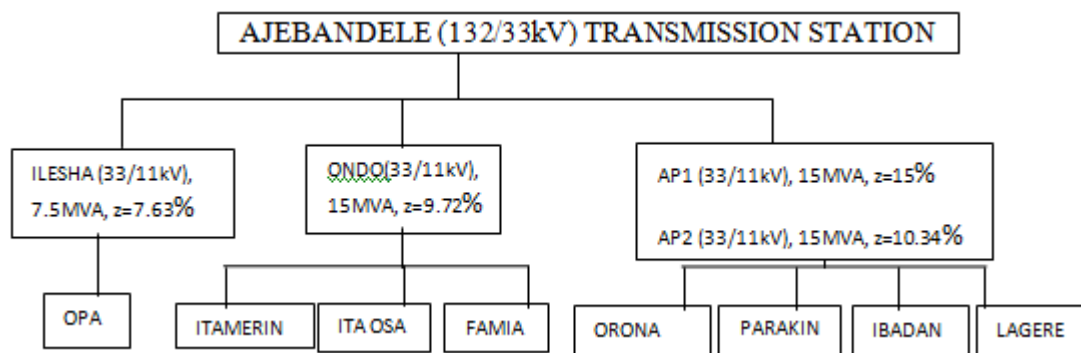 AJEBANDELE (132/33kV) TRANSMISSION STATION
ILESHA (33/11kV),
7.5MVA, z=7.63%
ONDO(33/11kV),
15MVA, z=9.72%
AP1 (33/11kV), 15MVA, z=15%
AP2 (33/11kV), 15MVA, z=10.34%
OPA
ITAMERIN
ITA OSA
FAMIA
ORONA
PARAKIN
IBADAN
LAGERE